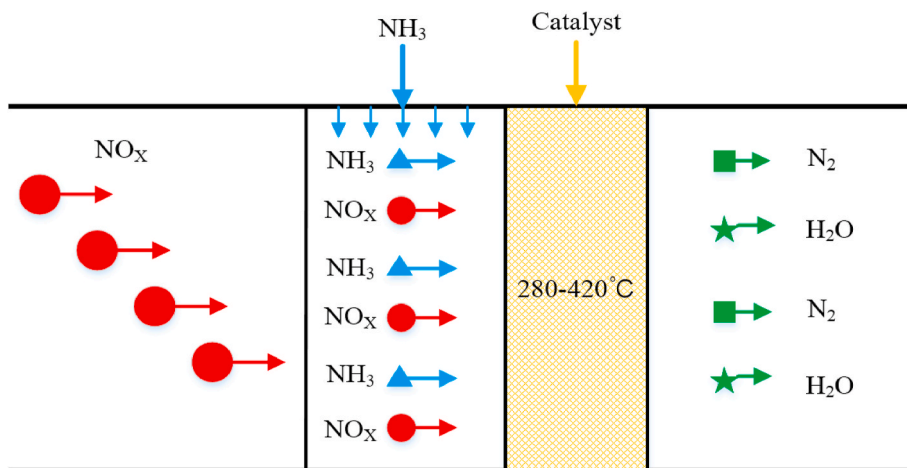 NH₃
Catalyst
NOX
NH₃
NOX
NH₃
NOX
NH₃
NOX
280-420°C
N₂
H₂O
N₂
H₂O